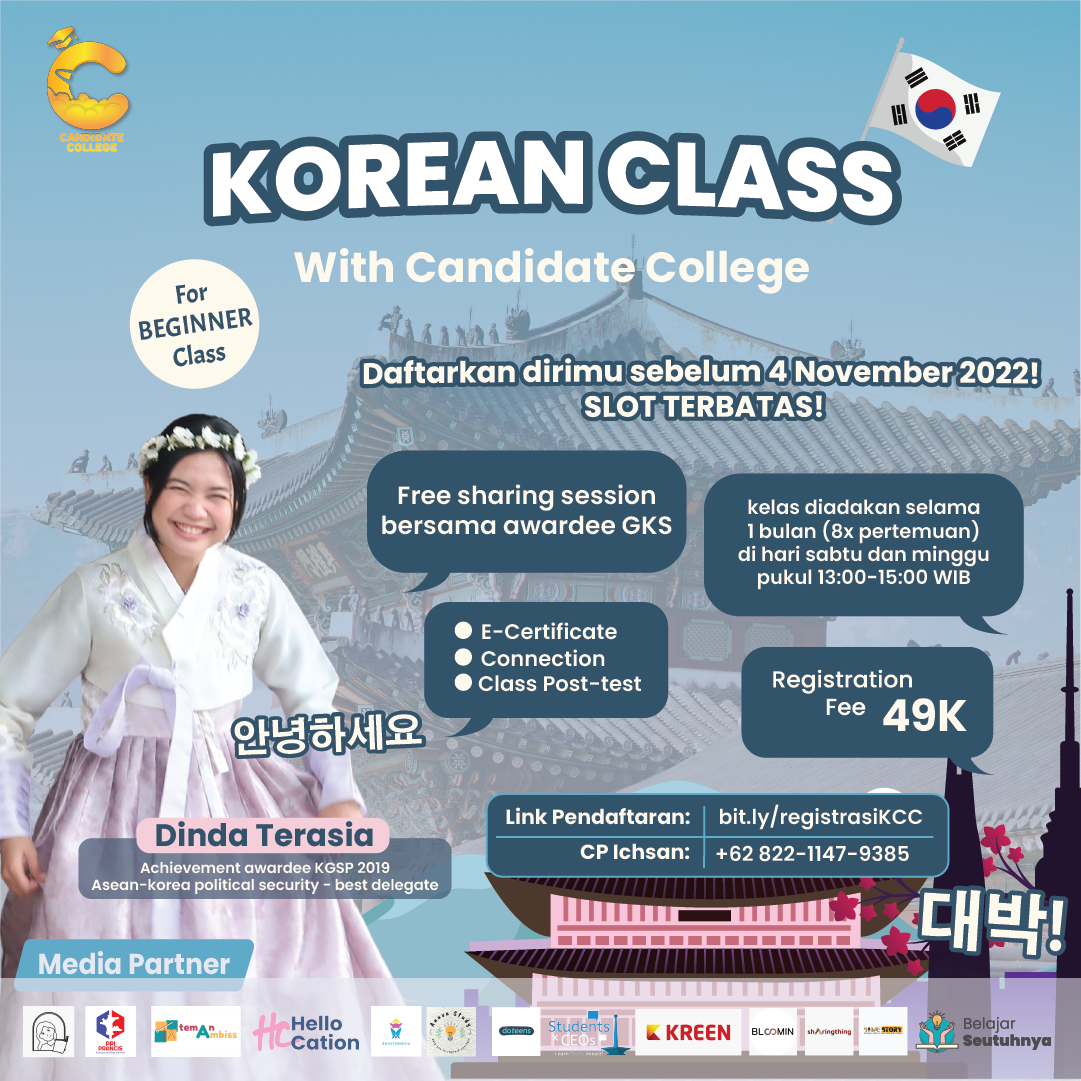 CANDIDATE
COLLEGE
KOREAN CLASS
With Candidate College
For
BEGINNER
Class
Daftarkan dirimu sebelum 4 November 2022!
SLOT TERBATAS!
Free sharing session
bersama awardee GKS
kelas diadakan selama
1 bulan (8x pertemuan)
di hari sabtu dan minggu
pukul 13:00-15:00 WIB
E-Certificate
Connection
Class Post-test
Registration
Fee 49K
안녕하세요
Link Pendaftaran: bit.ly/registrasiKCC
CP Ichsan: +62 822-1147-9385
Dinda Terasia
Achievement awardee KGSP 2019
Asean-korea political security - best delegate
대박!
Media Partner
PPI
PRANCIS
temAn
Ambiss
HC Hello
Cation
doteens
Students
x CEOs
KREEN
BLOOMIN
sharingthing
Belajar
Seutuhnya